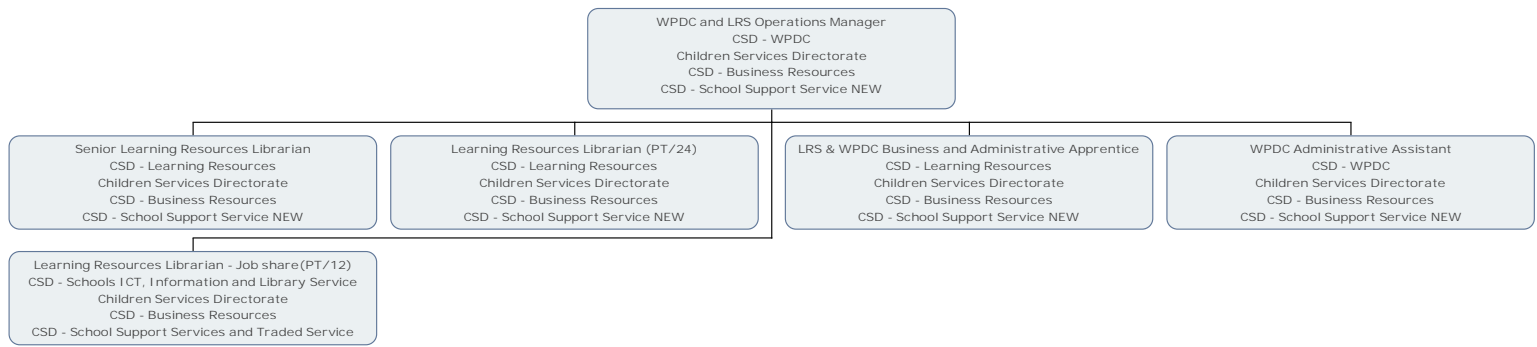 WPDC and LRS Operations Manager
CSD - WPDC
Children Services Directorate
CSD - Business Resources
CSD - School Support Service NEW
Senior Learning Resources Librarian
CSD - Learning Resources
Children Services Directorate
CSD - Business Resources
CSD - School Support Service NEW
Learning Resources Librarian (PT/24)
CSD - Learning Resources
Children Services Directorate
CSD - Business Resources
CSD - School Support Service NEW
LRS & WPDC Business and Administrative Apprentice
CSD - Learning Resources
Children Services Directorate
CSD - Business Resources
CSD - School Support Service NEW
WPDC Administrative Assistant
CSD - WPDC
Children Services Directorate
CSD - Business Resources
CSD - School Support Service NEW
Learning Resources Librarian - Job share(PT/12)
CSD - Schools ICT, Information and Library Service
Children Services Directorate
CSD - Business Resources
CSD - School Support Services and Traded Service